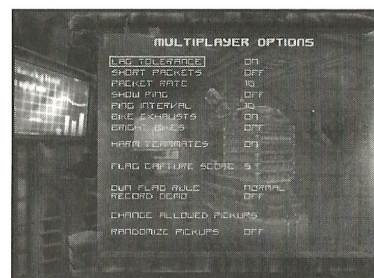 MULTIPLAYER OPTIONS
LAG TOLERANCE ON
SHORT PACKETS OFF
PACKET RATE 10
SHOW PING OFF
PING INTERVAL 10
BIKE EXHAUSTS ON
BRIGHT BIKES OFF
HARM TEAMMATES ON
FLAG CAPTURE SCORE 5
OWN FLAG RULE NORMAL
RECORD DEMO OFF
CHANGE ALLOWED PICKUPS
RANDOMIZE PICKUPS OFF